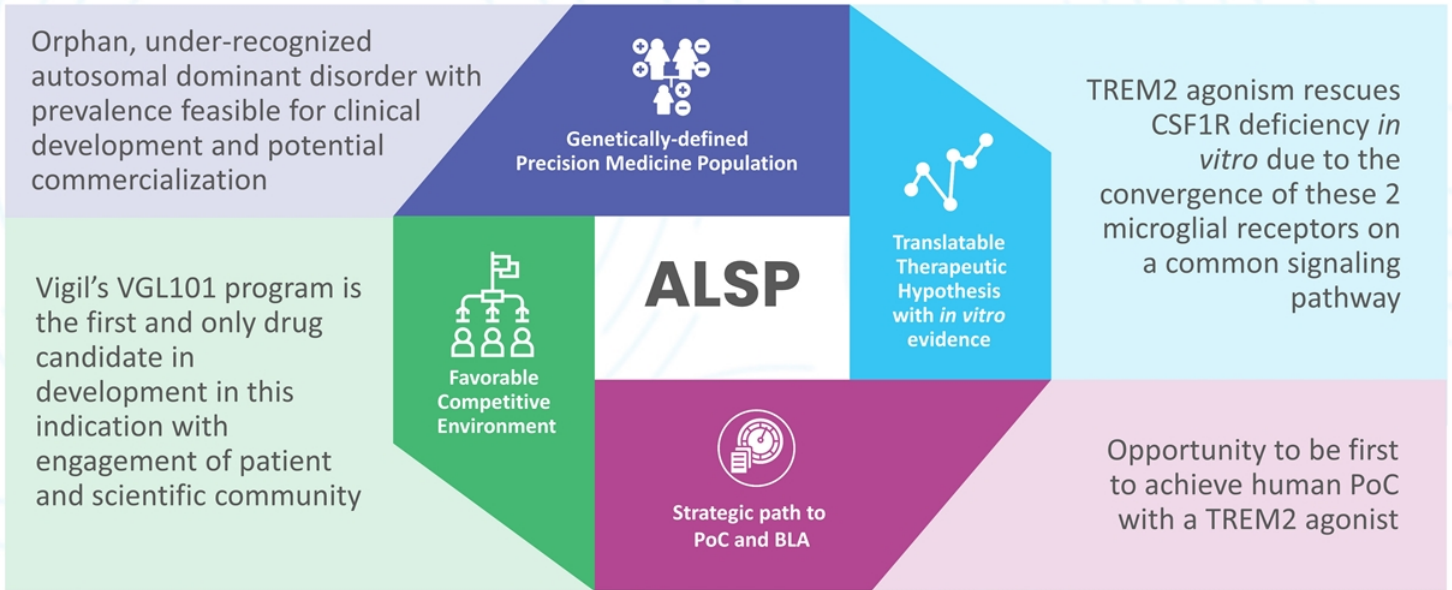 Orphan, under-recognized
autosomal dominant disorder with
prevalence feasible for clinical
development and potential
commercialization
Genetically-defined
Precision Medicine Population
TREM2 agonism rescues
CSF1R deficiency in
vitro due to the
convergence of these 2
microglial receptors on
a common signaling
pathway
Translatable
Therapeutic
Hypothesis
with in vitro
evidence
ALSP
Vigil’s VGL101 program is
the first and only drug
candidate in
development in this
indication with
engagement of patient
and scientific community
Favorable
Competitive
Environment
Strategic path to
PoC and BLA
Opportunity to be first
to achieve human PoC
with a TREM2 agonist